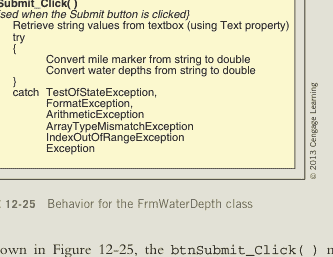 Submit_Click( )
sed when the Submit button is clicked}
Retrieve string values from textbox (using Text property)
try
{
Convert mile marker from string to double
Convert water depths from string to double
}
catch TestOfStateException,
FormatException,
ArithmeticException
ArrayTypeMismatchException
IndexOutOfRangeException
Exception
© 2013 Cengage Learning
12-25 Behavior for the FrmWaterDepth class
own in Figure 12-25, the btnSubmit_Click( )